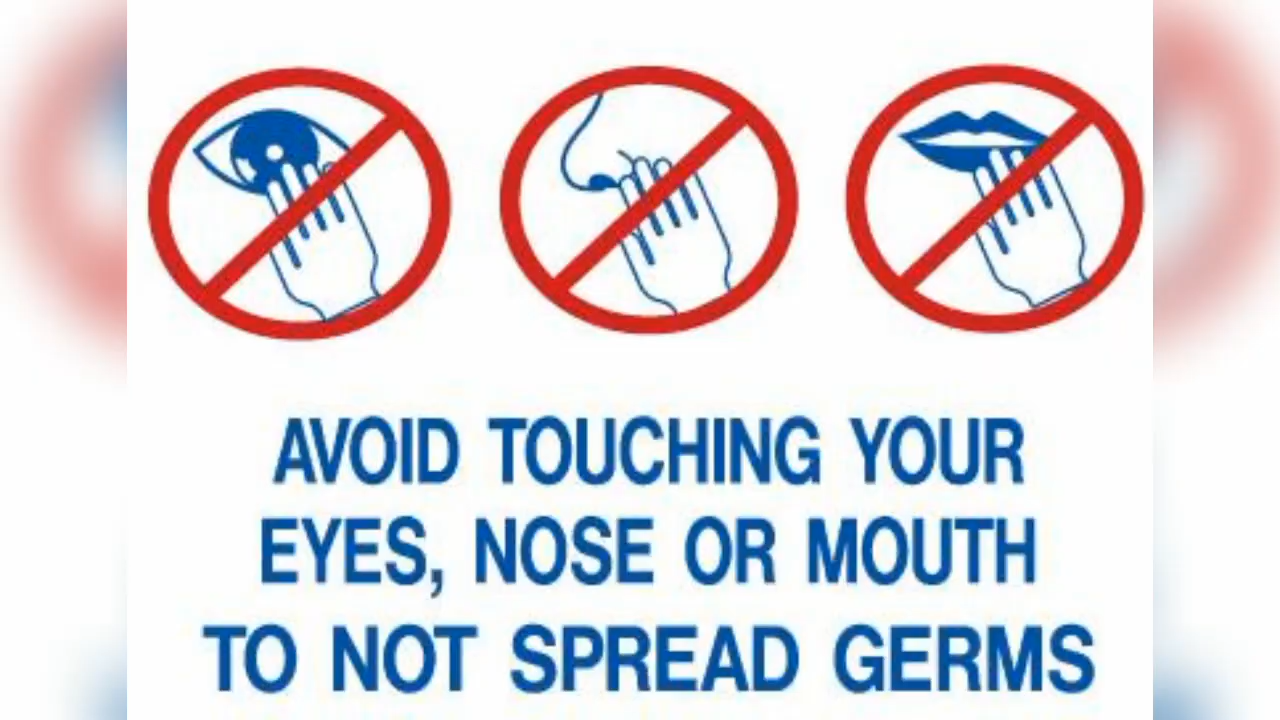 AVOID TOUCHING YOUR
EYES, NOSE OR MOUTH
TO NOT SPREAD GERMS